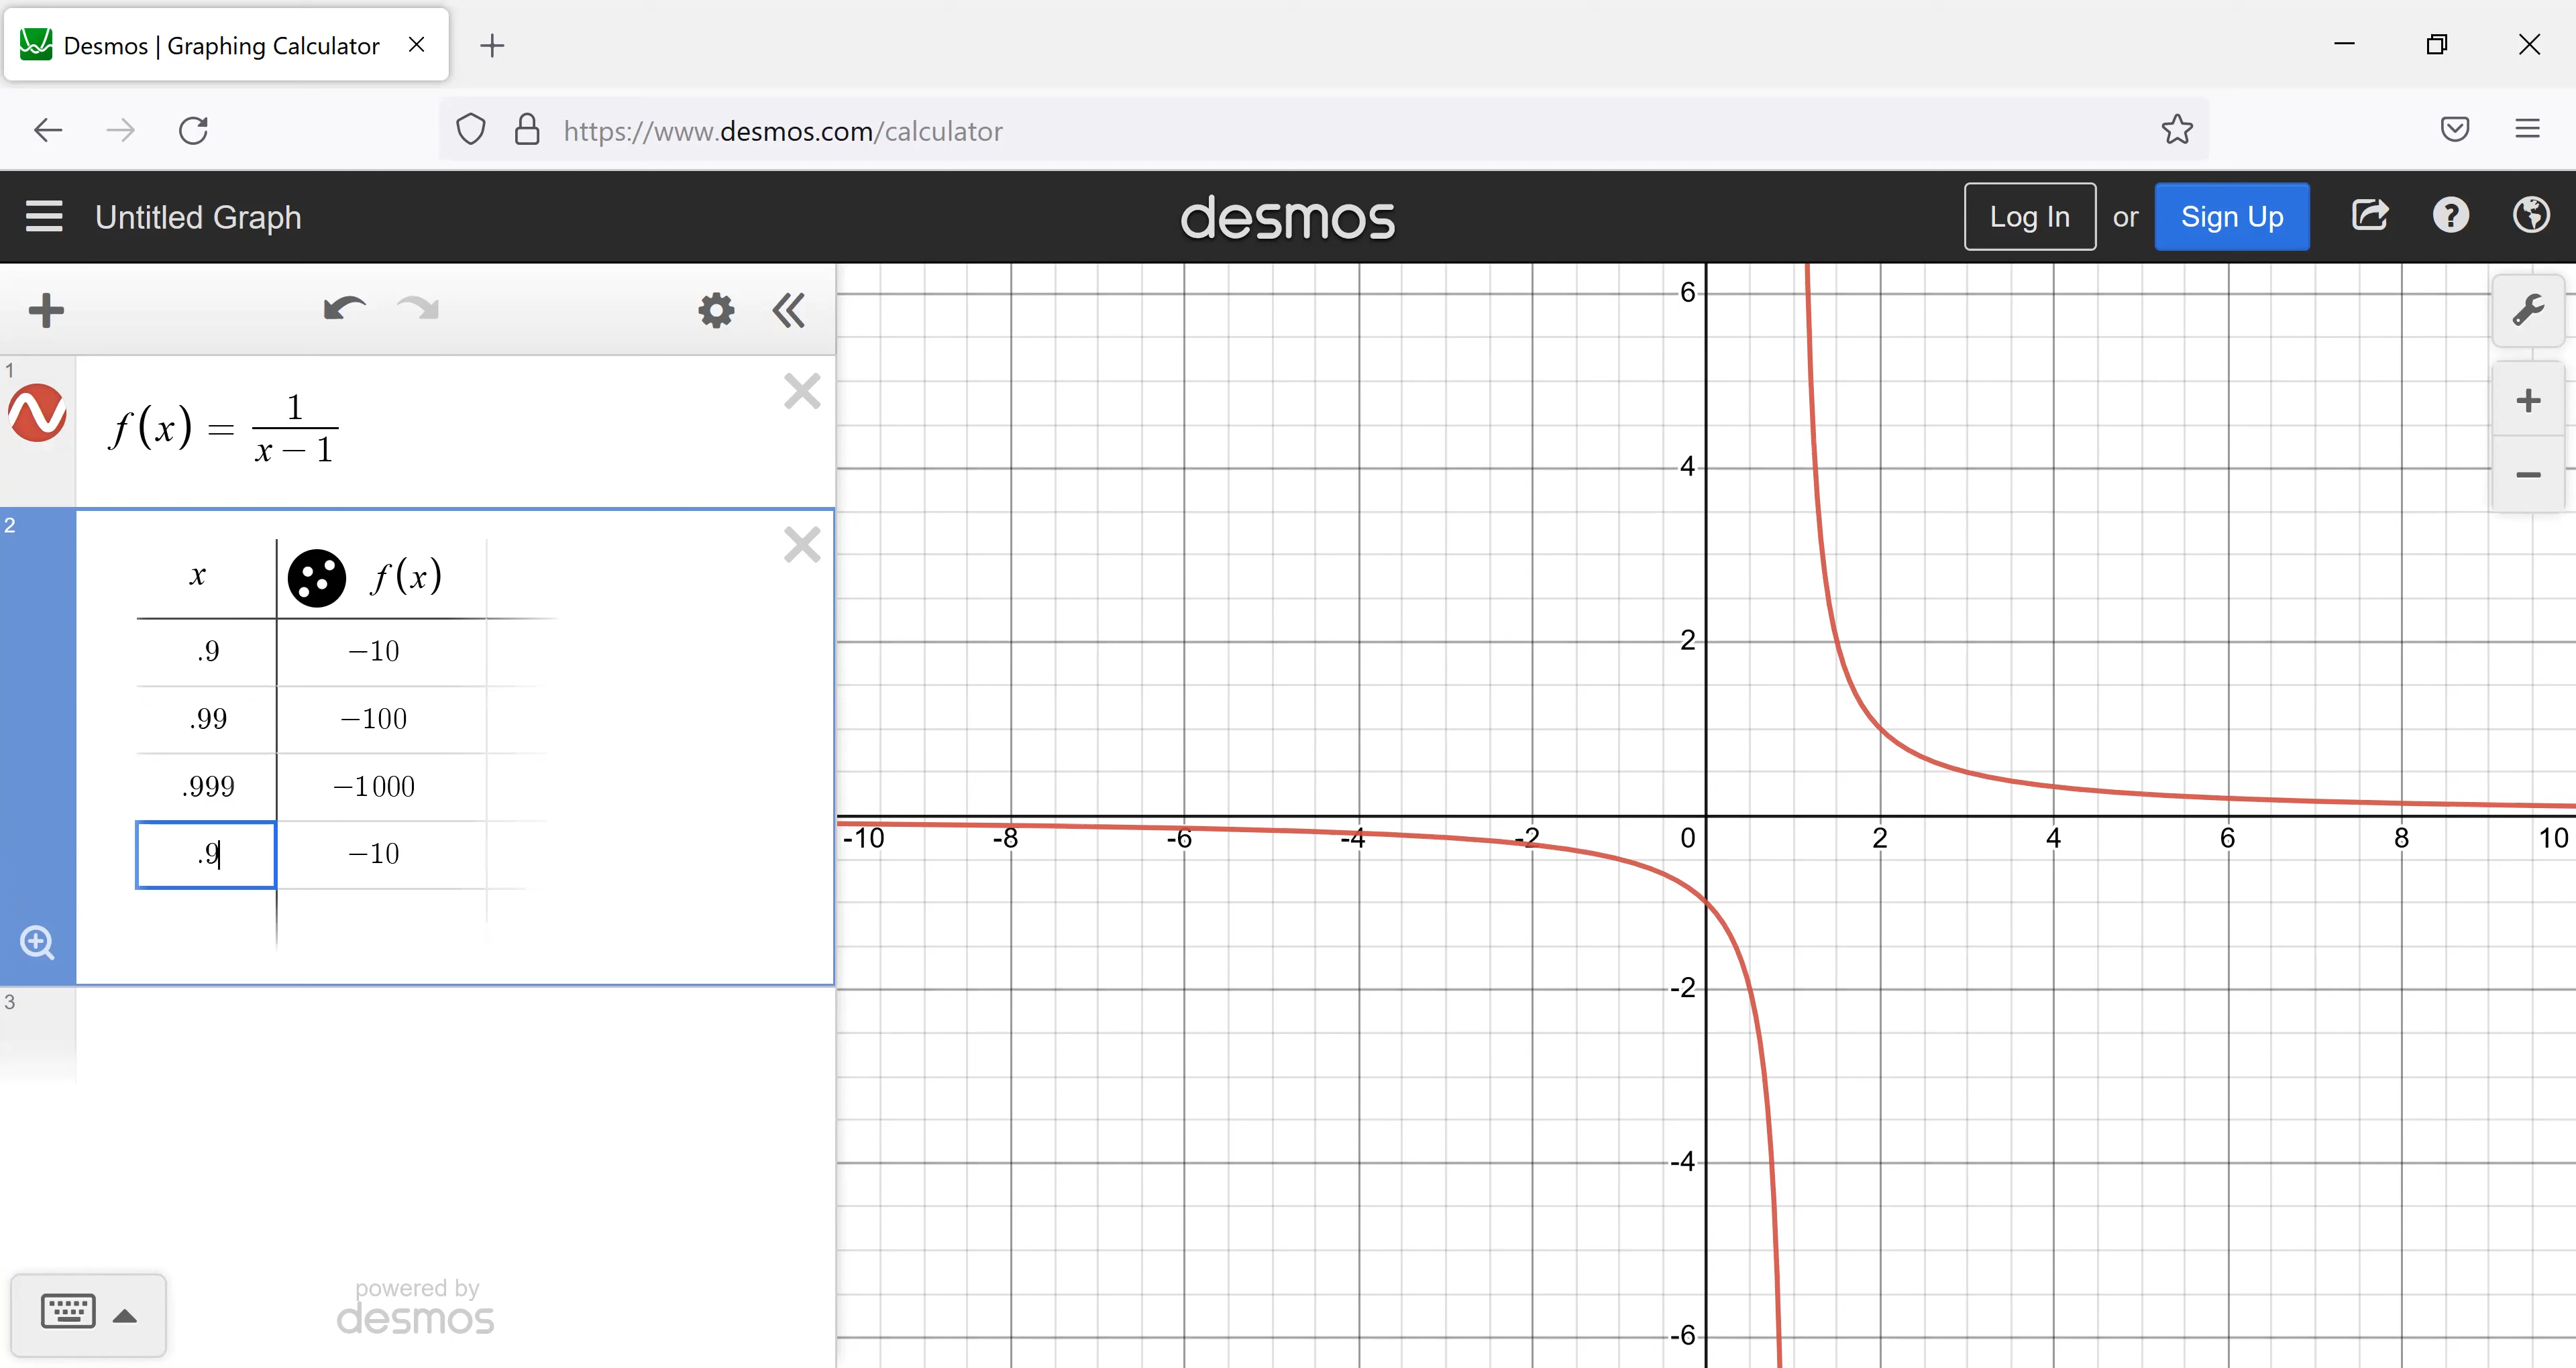 Desmos | Graphing Calculator
https://www.desmos.com/calculator
Untitled Graph
desmos
Log In or Sign Up
?
1
f(x) = 1/(x − 1)
2
x f(x)
.9 −10
.99 −100
.999 −1000
.9 −10
3
powered by
desmos
6
4
2
-10 -8 -6 -4 -2 0 2 4 6 8 10
-2
-4
-6